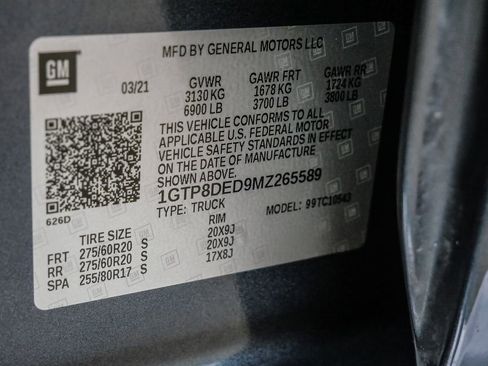 GM
MFD BY GENERAL MOTORS LLC
03/21 GVWR GAWR FRT GAWR RR
3130 KG 1678 KG 1724 KG
6900 LB 3700 LB 3800 LB
THIS VEHICLE CONFORMS TO ALL
APPLICABLE U.S. FEDERAL MOTOR
VEHICLE SAFETY STANDARDS IN EFFECT
ON THE DATE OF MANUFACTURE
SHOWN ABOVE.
1GTP8DED9MZ265589
626D TYPE: TRUCK MODEL: 99TC10543
TIRE SIZE RIM
FRT 275/60R20 S 20X9J
RR 275/60R20 S 20X9J
SPA 255/80R17 S 17X8J